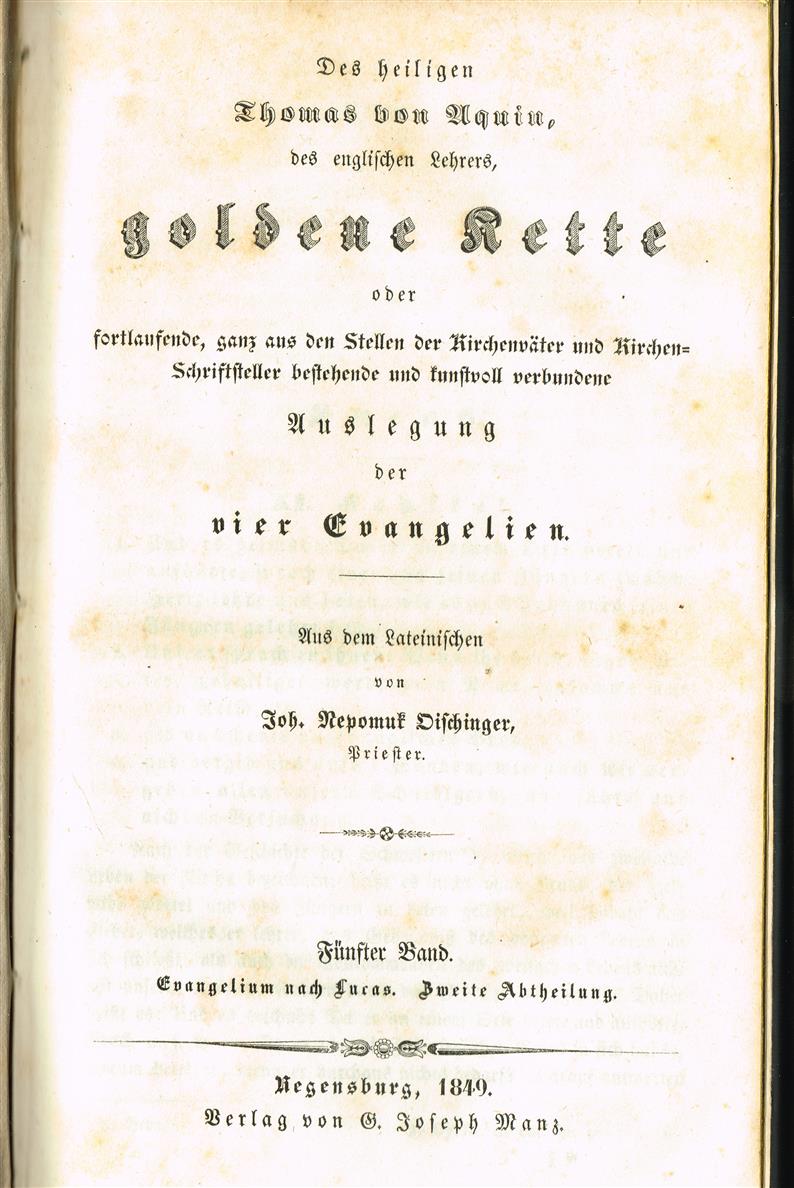 Des heiligen
Thomas von Aquin,
des englischen Lehrers,
goldene Kette
oder
fortlaufende, ganz aus den Stellen der Kirchenväter und Kirchen=
Schriftsteller bestehende und kunstvoll verbundene
Auslegung
der
vier Evangelien.
Aus dem Lateinischen
von
Joh. Nepomuk Oischinger,
Priester.
Fünfter Band.
Evangelium nach Lucas. Zweite Abtheilung.
Regensburg, 1849.
Verlag von G. Joseph Manz.